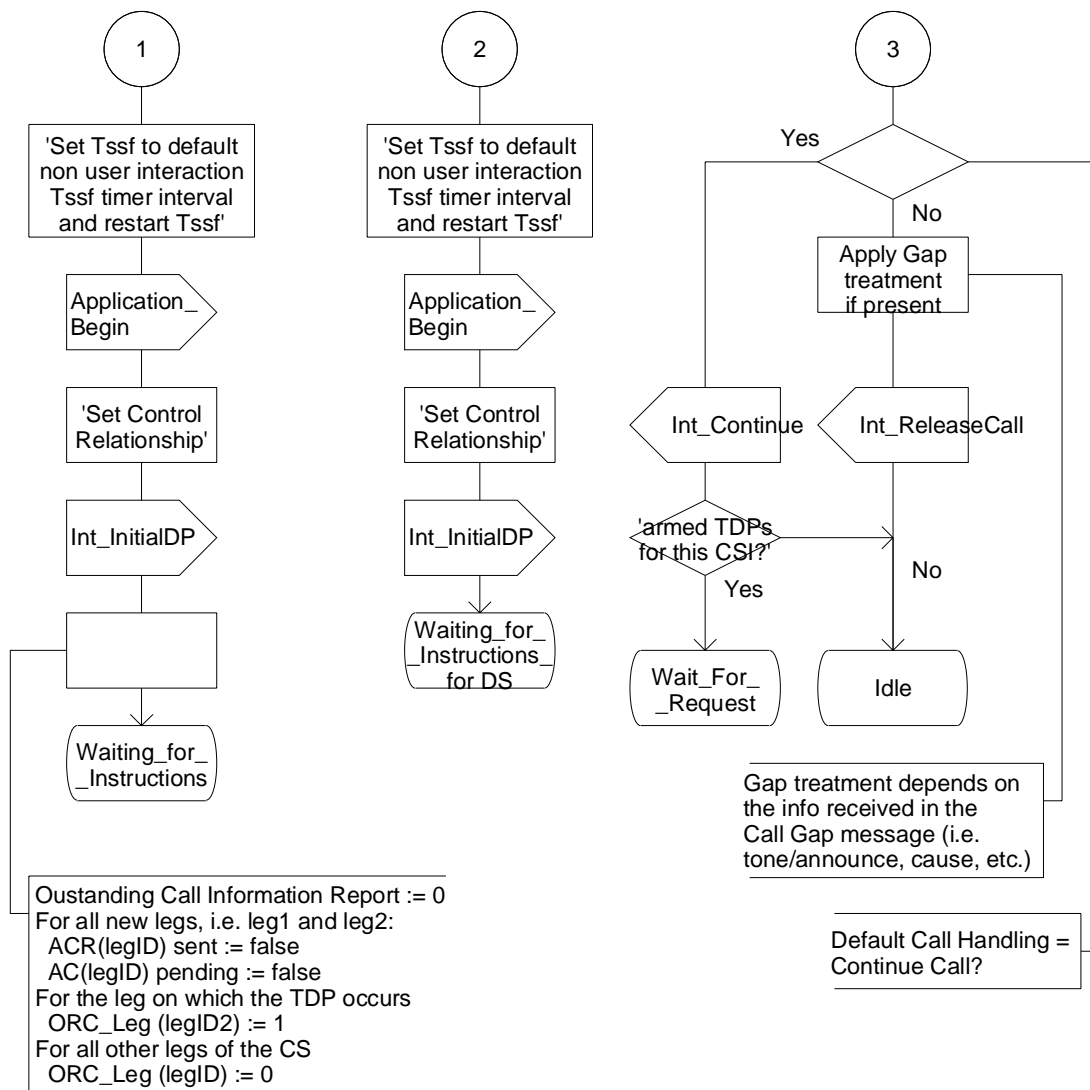 1
'Set Tssf to default
non user interaction
Tssf timer interval
and restart Tssf'
Application_
Begin
'Set Control
Relationship'
Int_InitialDP
Waiting_for_
_Instructions
Oustanding Call Information Report := 0
For all new legs, i.e. leg1 and leg2:
ACR(legID) sent := false
AC(legID) pending := false
For the leg on which the TDP occurs
ORC_Leg (legID2) := 1
For all other legs of the CS
ORC_Leg (legID) := 0
2
'Set Tssf to default
non user interaction
Tssf timer interval
and restart Tssf'
Application_
Begin
'Set Control
Relationship'
Int_InitialDP
Waiting_for_
_Instructions_
for DS
3
Yes
No
Apply Gap
treatment
if present
Int_Continue
Int_ReleaseCall
'armed TDPs
for this CSI?'
No
Yes
Wait_For_
_Request
Idle
Gap treatment depends on
the info received in the
Call Gap message (i.e.
tone/announce, cause, etc.)
Default Call Handling =
Continue Call?